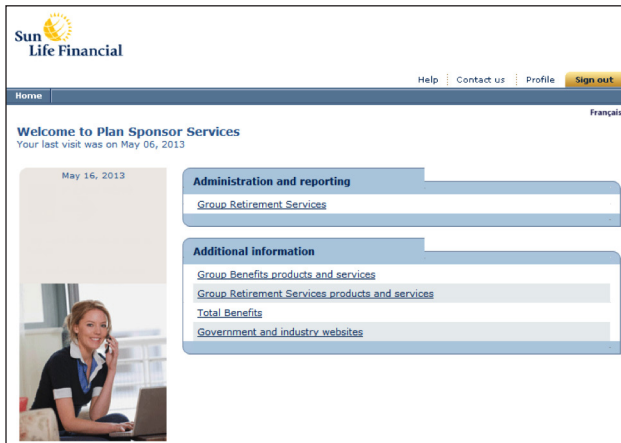 Sun
Life Financial
Help Contact us Profile Sign out
Home
Français
Welcome to Plan Sponsor Services
Your last visit was on May 06, 2013
May 16, 2013
Administration and reporting
Group Retirement Services
Additional information
Group Benefits products and services
Group Retirement Services products and services
Total Benefits
Government and industry websites